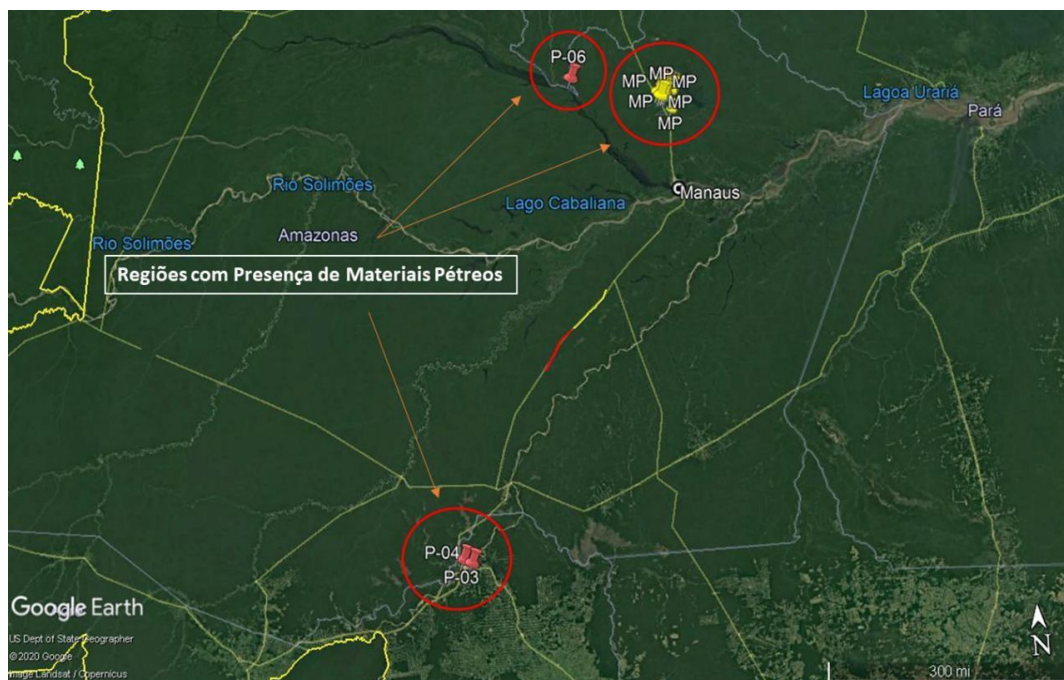 P-06
MP
MP
MP
MP
MP
MP
Lagoa Urariá
Pará
Manaus
Rio Solimões
Lago Cabaliana
Amazonas
Rio Solimões
Regiões com Presença de Materiais Pétreos
P-04
P-03
Google Earth
US Dept of State Geographer
© 2020 Google
Image Landsat / Copernicus
N
300 mi